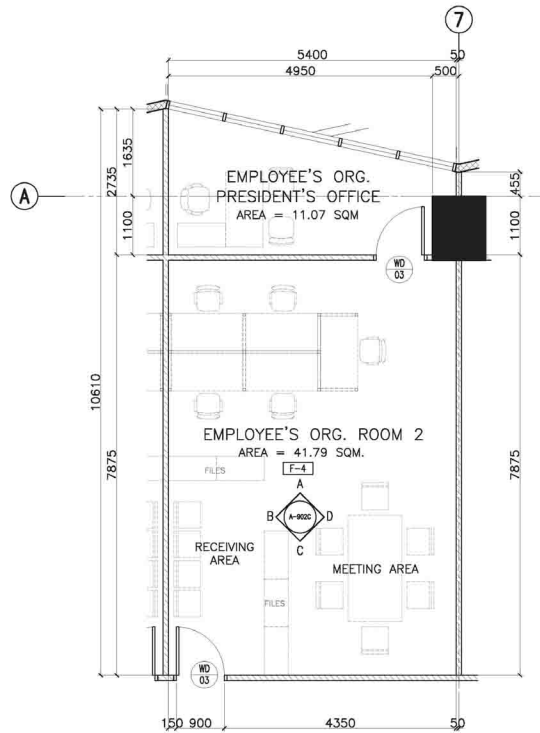 7
5400
50
4950
500
1635
2735
455
EMPLOYEE'S ORG.
PRESIDENT'S OFFICE
AREA = 11.07 SQM
A
1100
1100
WD
03
10610
7875
7875
EMPLOYEE'S ORG. ROOM 2
AREA = 41.79 SQM.
FILES
F-4
A
B
A-902C
D
C
RECEIVING
AREA
MEETING AREA
FILES
WD
03
150
900
4350
50